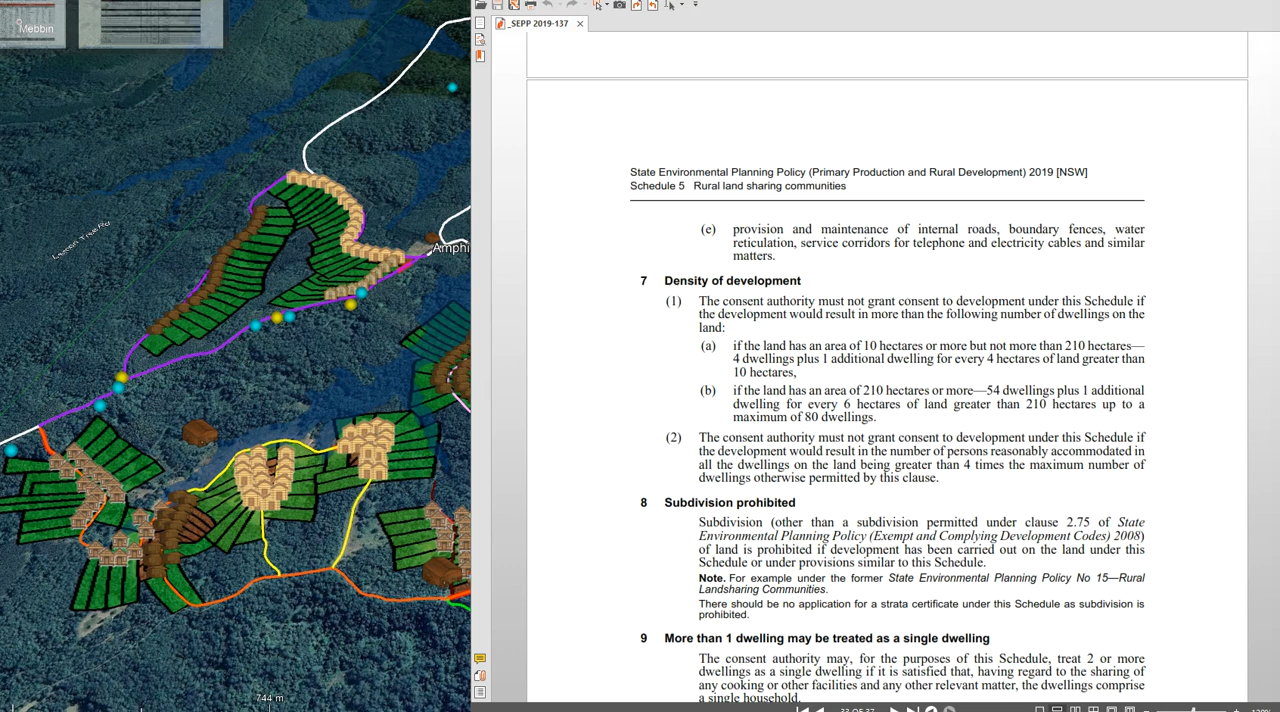 Mebbin
Amphi
744 m
_SEPP 2019-137
State Environmental Planning Policy (Primary Production and Rural Development) 2019 [NSW]
Schedule 5 Rural land sharing communities
(e) provision and maintenance of internal roads, boundary fences, water
reticulation, service corridors for telephone and electricity cables and similar
matters.
7 Density of development
(1) The consent authority must not grant consent to development under this Schedule if
the development would result in more than the following number of dwellings on the
land:
(a) if the land has an area of 10 hectares or more but not more than 210 hectares—
4 dwellings plus 1 additional dwelling for every 4 hectares of land greater than
10 hectares,
(b) if the land has an area of 210 hectares or more—54 dwellings plus 1 additional
dwelling for every 6 hectares of land greater than 210 hectares up to a
maximum of 80 dwellings.
(2) The consent authority must not grant consent to development under this Schedule if
the development would result in the number of persons reasonably accommodated in
all the dwellings on the land being greater than 4 times the maximum number of
dwellings otherwise permitted by this clause.
8 Subdivision prohibited
Subdivision (other than a subdivision permitted under clause 2.75 of State
Environmental Planning Policy (Exempt and Complying Development Codes) 2008)
of land is prohibited if development has been carried out on the land under this
Schedule or under provisions similar to this Schedule.
Note. For example under the former State Environmental Planning Policy No 15—Rural
Landsharing Communities.
There should be no application for a strata certificate under this Schedule as subdivision is
prohibited.
9 More than 1 dwelling may be treated as a single dwelling
The consent authority may, for the purposes of this Schedule, treat 2 or more
dwellings as a single dwelling if it is satisfied that, having regard to the sharing of
any cooking or other facilities and any other relevant matter, the dwellings comprise
a single household.
33 OF 37